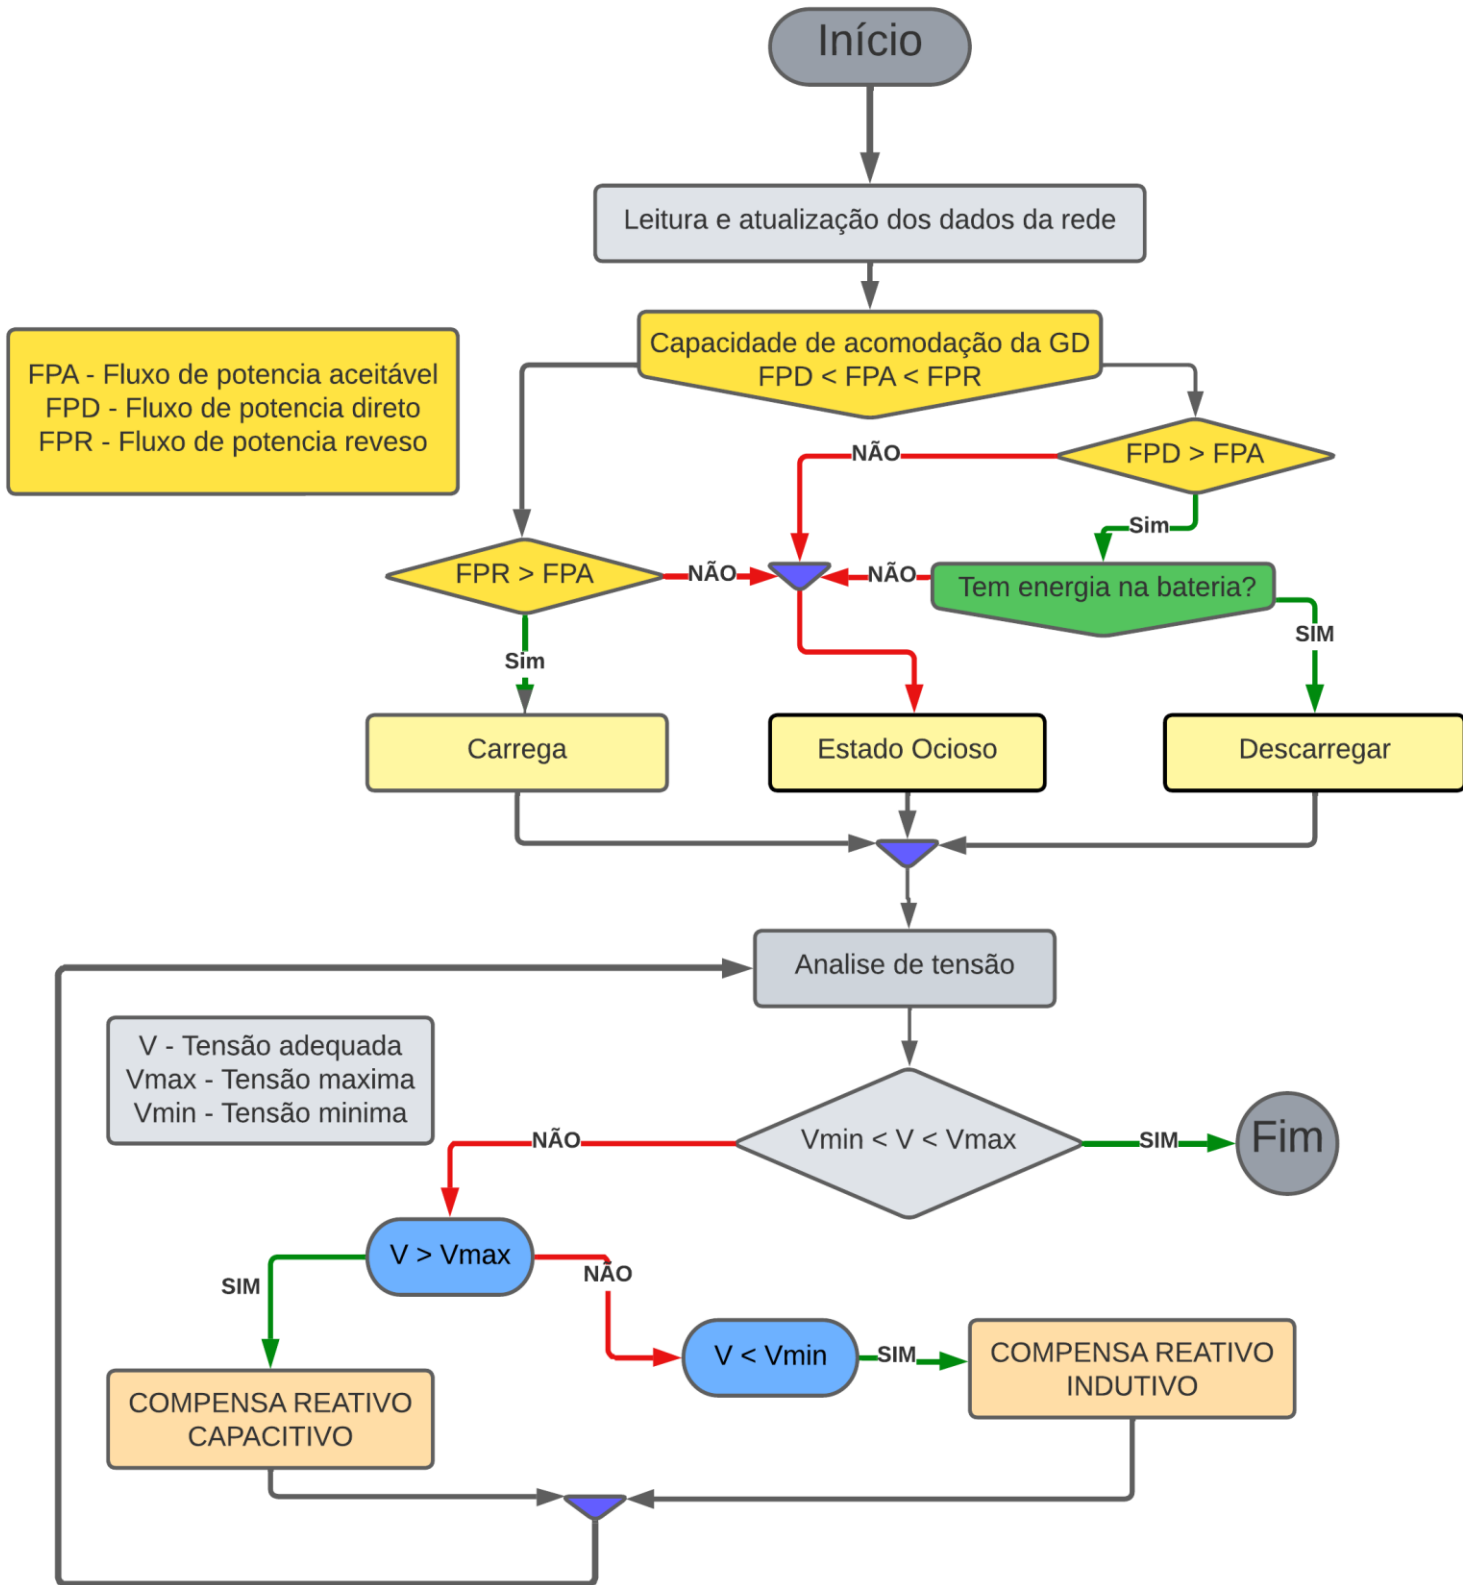 Início
Leitura e atualização dos dados da rede
Capacidade de acomodação da GD
FPD < FPA < FPR
FPA - Fluxo de potencia aceitável
FPD - Fluxo de potencia direto
FPR - Fluxo de potencia reveso
FPD > FPA
NÃO
Sim
FPR > FPA
NÃO
NÃO
Tem energia na bateria?
SIM
Sim
Carrega
Estado Ocioso
Descarregar
Analise de tensão
V - Tensão adequada
Vmax - Tensão maxima
Vmin - Tensão minima
Vmin < V < Vmax
NÃO
SIM
Fim
V > Vmax
SIM
NÃO
V < Vmin
SIM
COMPENSA REATIVO
INDUTIVO
COMPENSA REATIVO
CAPACITIVO